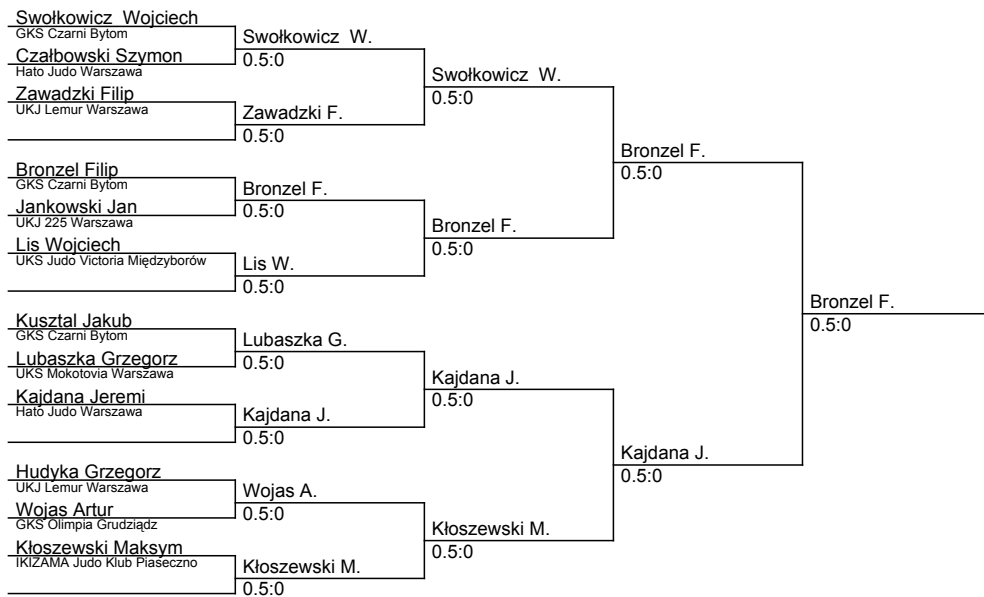 Swołkowicz  Wojciech
GKS Czarni Bytom
Czałbowski Szymon
Hato Judo Warszawa
Zawadzki Filip
UKJ Lemur Warszawa
Bronzel Filip
GKS Czarni Bytom
Jankowski Jan
UKJ 225 Warszawa
Lis Wojciech
UKS Judo Victoria Międzyborów
Kusztal Jakub
GKS Czarni Bytom
Lubaszka Grzegorz
UKS Mokotovia Warszawa
Kajdana Jeremi
Hato Judo Warszawa
Hudyka Grzegorz
UKJ Lemur Warszawa
Wojas Artur
GKS Olimpia Grudziądz
Kłoszewski Maksym
IKIZAMA Judo Klub Piaseczno
Swołkowicz  W.
0.5:0
Zawadzki F.
0.5:0
Bronzel F.
0.5:0
Lis W.
0.5:0
Lubaszka G.
0.5:0
Kajdana J.
0.5:0
Wojas A.
0.5:0
Kłoszewski M.
0.5:0
Swołkowicz  W.
0.5:0
Bronzel F.
0.5:0
Kajdana J.
0.5:0
Kłoszewski M.
0.5:0
Bronzel F.
0.5:0
Kajdana J.
0.5:0
Bronzel F.
0.5:0